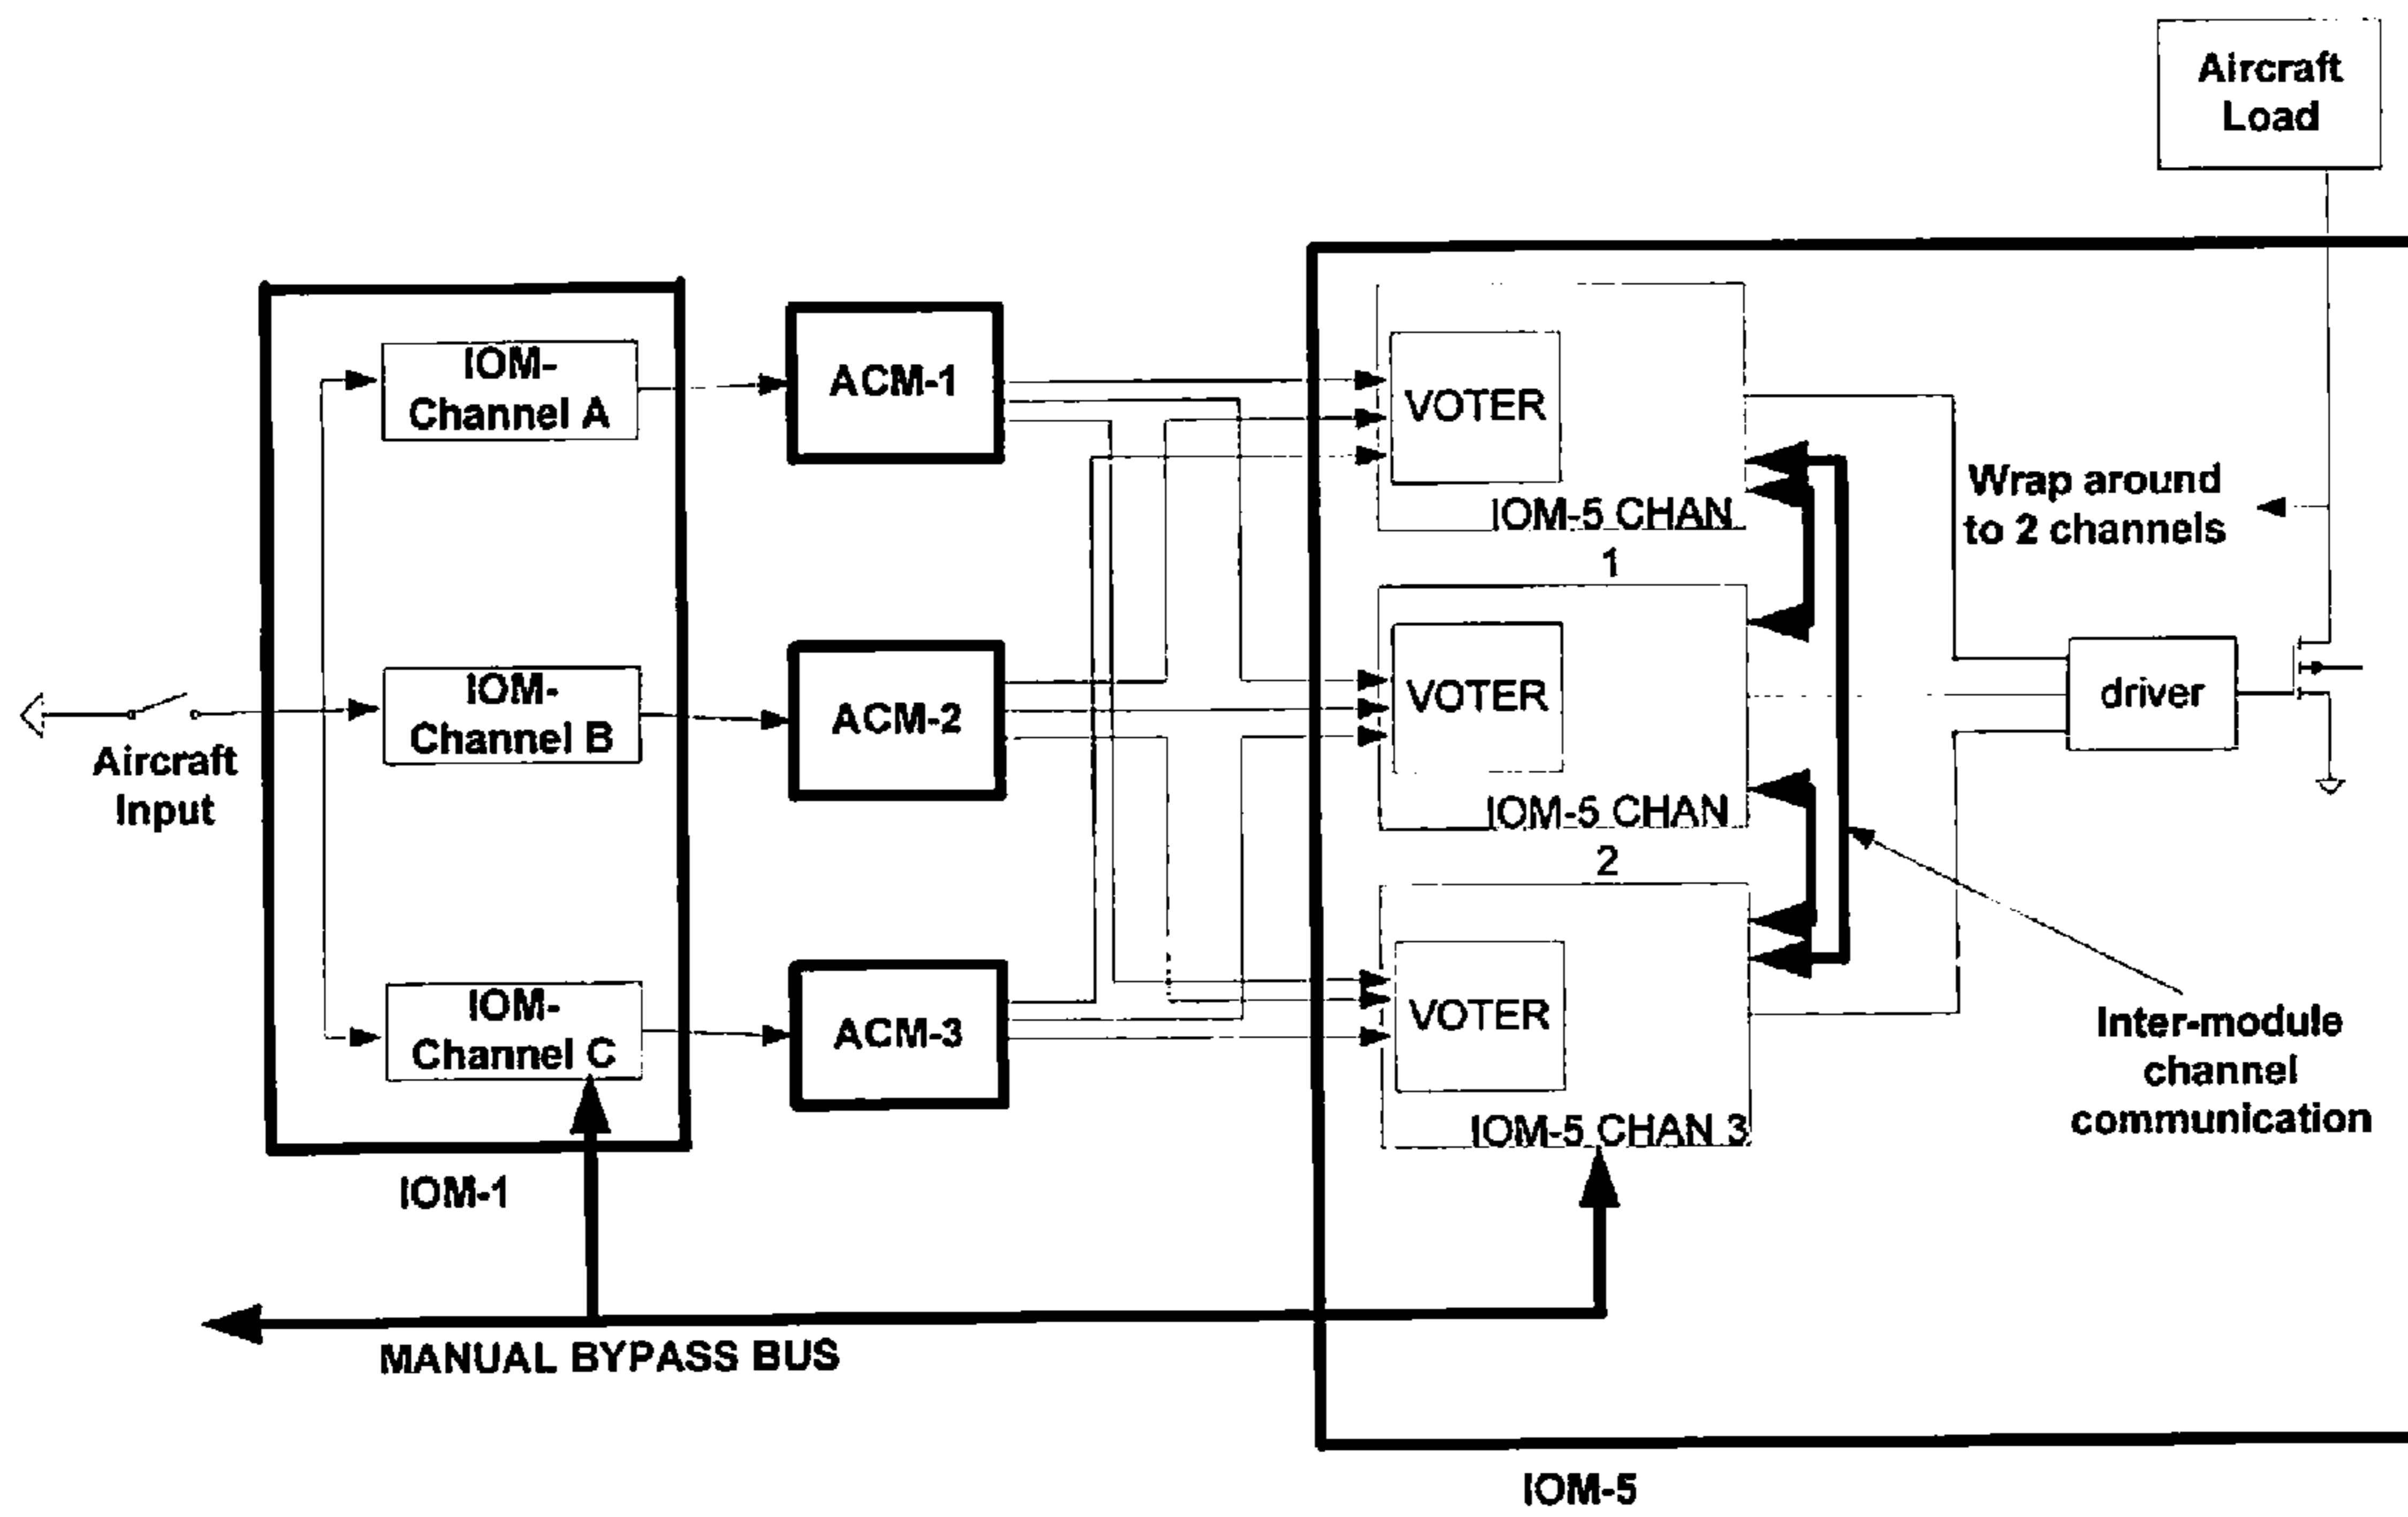 Aircraft
Load
IOM-
Channel A
ACM-1
VOTER
IOM-5 CHAN
1
Wrap around
to 2 channels
IOM-
Channel B
ACM-2
VOTER
IOM-5 CHAN
2
driver
Aircraft
Input
IOM-
Channel C
ACM-3
VOTER
IOM-5 CHAN 3
Inter-module
channel
communication
IOM-1
MANUAL BYPASS BUS
IOM-5